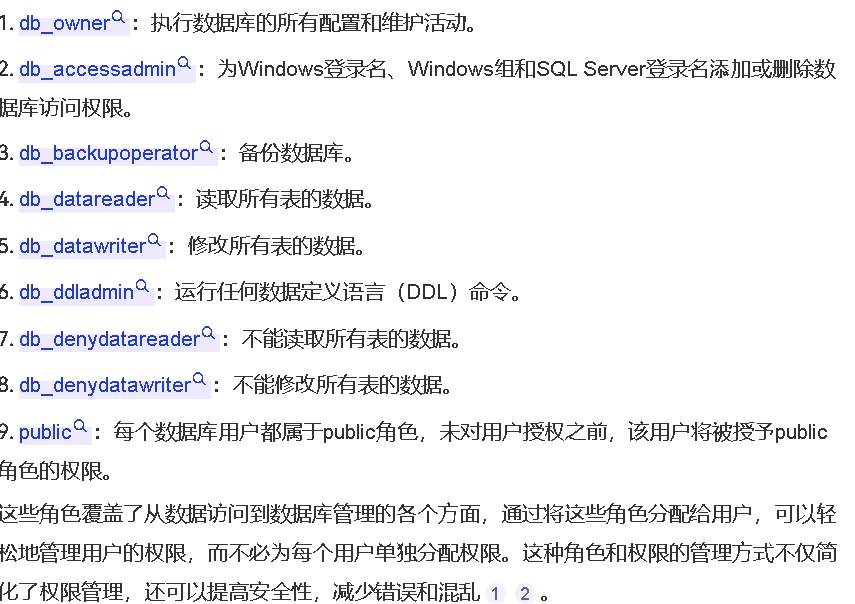 1. db_owner：执行数据库的所有配置和维护活动。
2. db_accessadmin：为Windows登录名、Windows组和SQL Server登录名添加或删除数
据库访问权限。
3. db_backupoperator：备份数据库。
4. db_datareader：读取所有表的数据。
5. db_datawriter：修改所有表的数据。
6. db_ddladmin：运行任何数据定义语言（DDL）命令。
7. db_denydatareader：不能读取所有表的数据。
8. db_denydatawriter：不能修改所有表的数据。
9. public：每个数据库用户都属于public角色，未对用户授权之前，该用户将被授予public
角色的权限。
这些角色覆盖了从数据访问到数据库管理的各个方面，通过将这些角色分配给用户，可以轻
松地管理用户的权限，而不必为每个用户单独分配权限。这种角色和权限的管理方式不仅简
化了权限管理，还可以提高安全性，减少错误和混乱 1 2 。